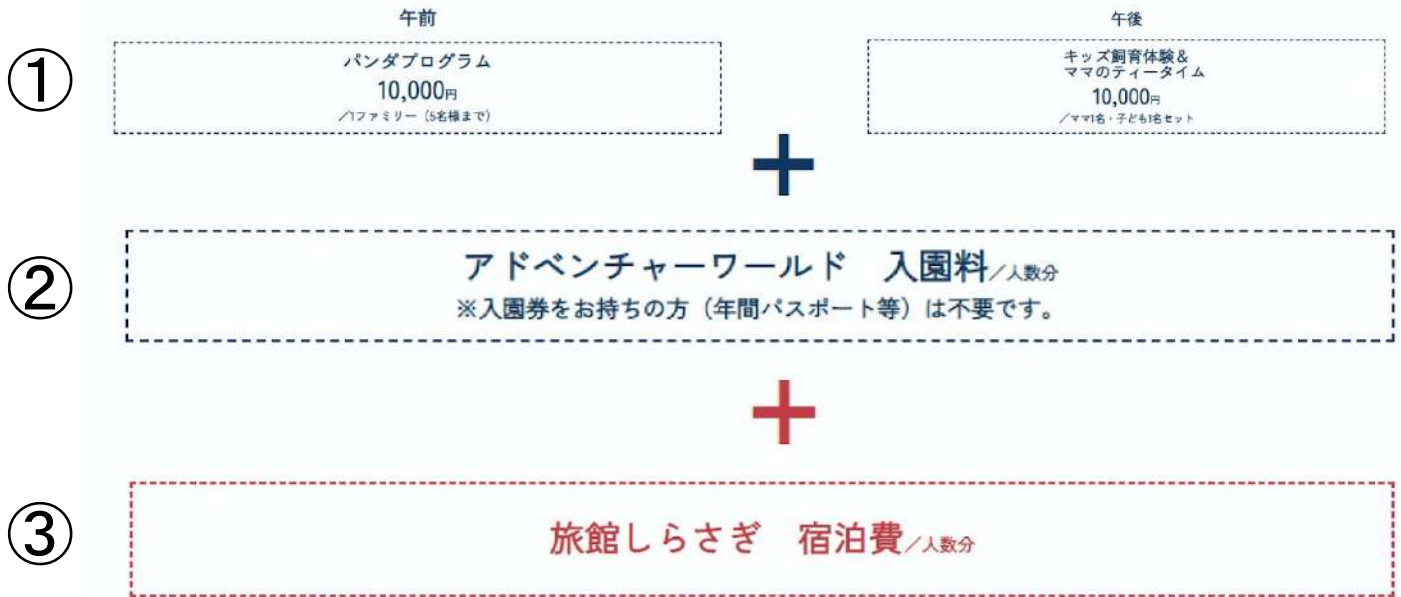 午前
午後
①
パンダプログラム
10,000円
／1ファミリー（5名様まで）
キッズ飼育体験＆
ママのティータイム
10,000円
／ママ1名・子ども1名セット
+
②
アドベンチャーワールド　入園料／人数分
※入園券をお持ちの方（年間パスポート等）は不要です。
+
③
旅館しらさぎ　宿泊費／人数分